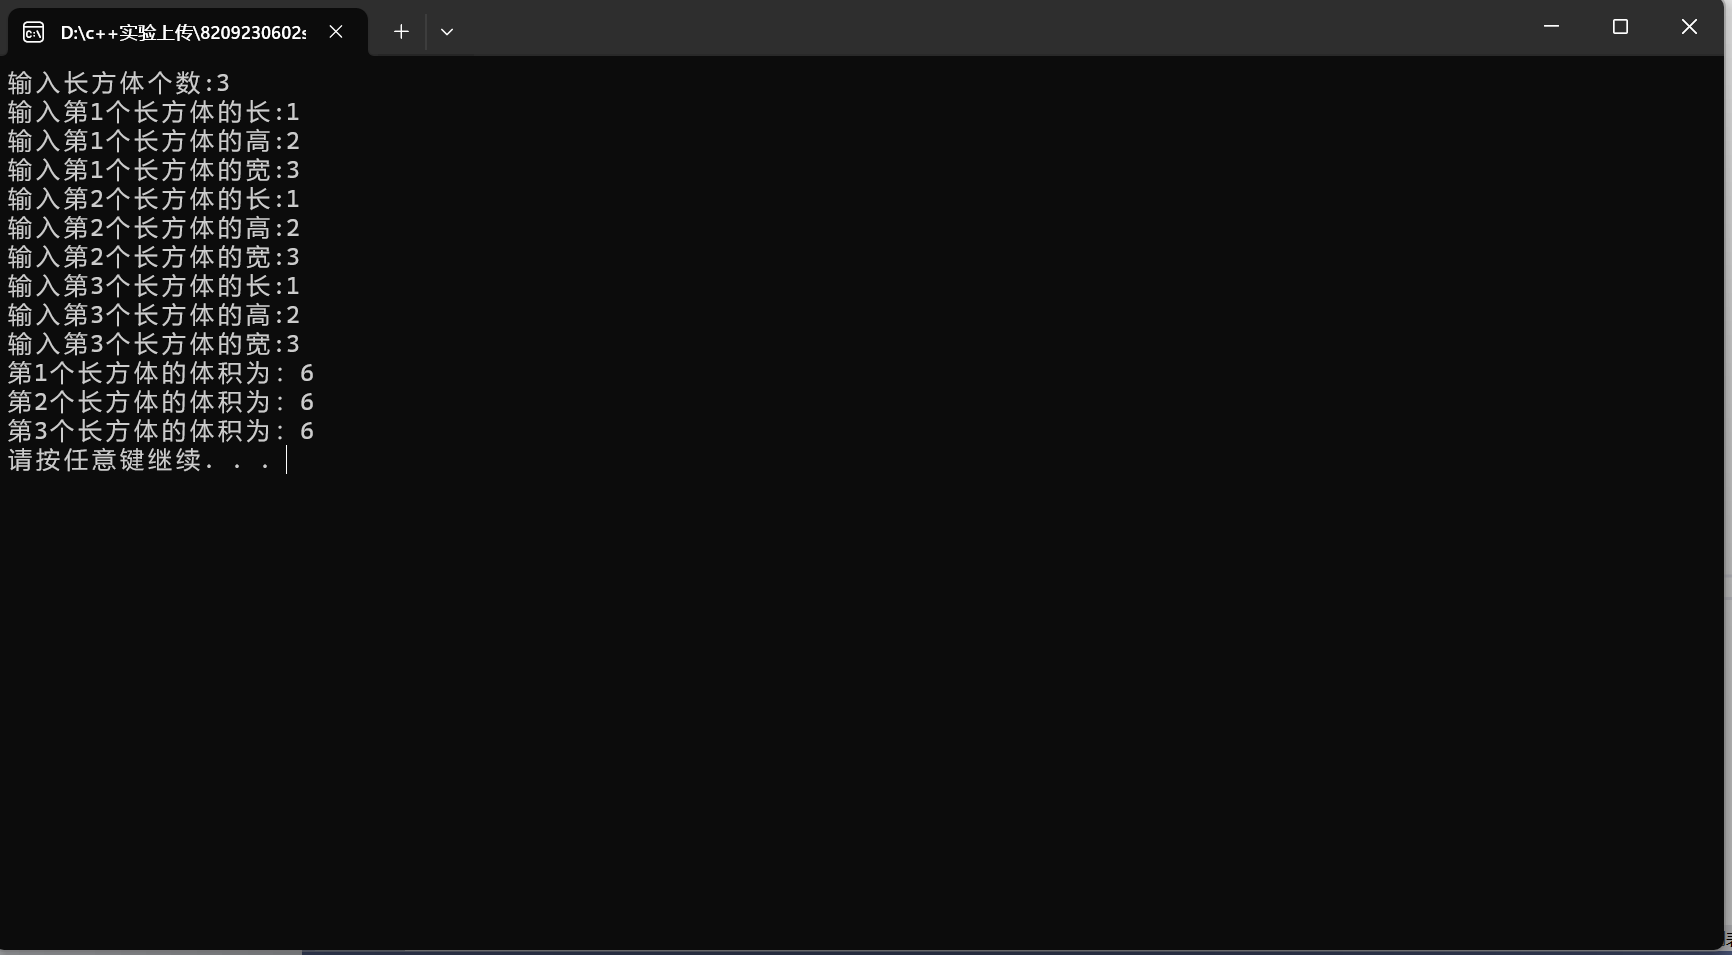 D:\c++实验上传\8209230602s
输入长方体个数:3
输入第1个长方体的长:1
输入第1个长方体的高:2
输入第1个长方体的宽:3
输入第2个长方体的长:1
输入第2个长方体的高:2
输入第2个长方体的宽:3
输入第3个长方体的长:1
输入第3个长方体的高:2
输入第3个长方体的宽:3
第1个长方体的体积为: 6
第2个长方体的体积为: 6
第3个长方体的体积为: 6
请按任意键继续. . .